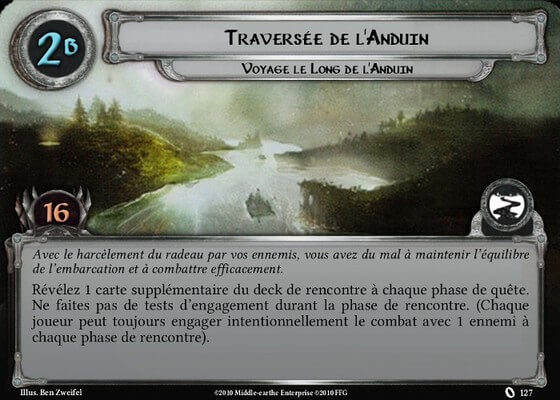 2B
TRAVERSÉE DE L'ANDUIN
VOYAGE LE LONG DE L'ANDUIN
16
Avec le harcèlement du radeau par vos ennemis, vous avez du mal à maintenir l'équilibre
de l'embarcation et à combattre efficacement.
Révélez 1 carte supplémentaire du deck de rencontre à chaque phase de quête.
Ne faites pas de tests d'engagement durant la phase de rencontre. (Chaque
joueur peut toujours engager intentionnellement le combat avec 1 ennemi à
chaque phase de rencontre).
Illus. Ben Zweifel
©2010 Middle-earthe Enterprise ©2010 FFG
127